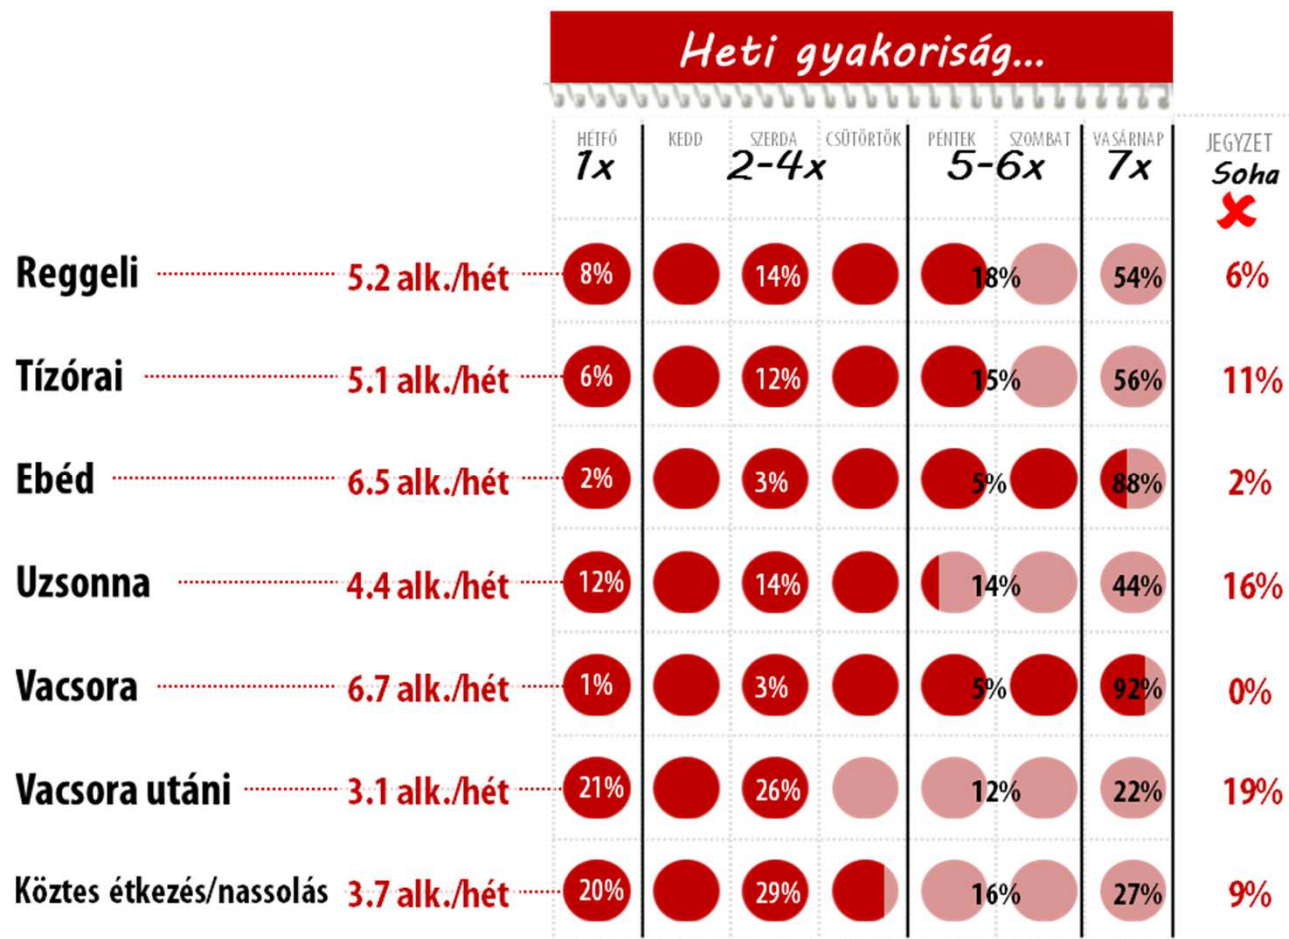 Heti gyakoriság...
HÉTFŐ KEDD SZERDA CSÜTÖRTÖK PÉNTEK SZOMBAT VASÁRNAP JEGYZET
1x 2-4x 5-6x 7x Soha
Reggeli 5.2 alk./hét 8% 14% 18% 54% 6%
Tízórai 5.1 alk./hét 6% 12% 15% 56% 11%
Ebéd 6.5 alk./hét 2% 3% 5% 88% 2%
Uzsonna 4.4 alk./hét 12% 14% 14% 44% 16%
Vacsora 6.7 alk./hét 1% 3% 5% 92% 0%
Vacsora utáni 3.1 alk./hét 21% 26% 12% 22% 19%
Köztes étkezés/nassolás 3.7 alk./hét 20% 29% 16% 27% 9%